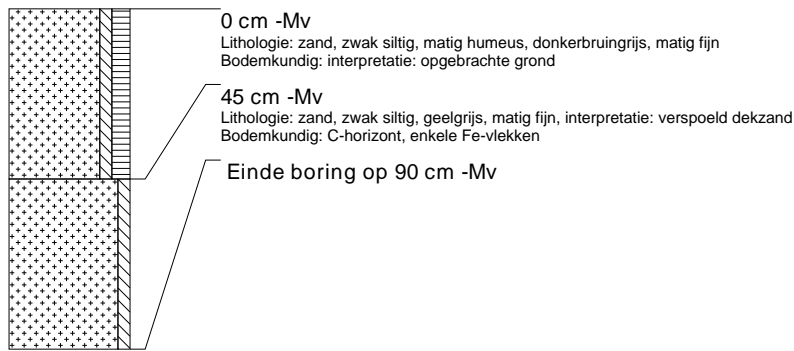 0 cm -Mv
Lithologie: zand, zwak siltig, matig humeus, donkerbruingrijs, matig fijn
Bodemkundig: interpretatie: opgebrachte grond
45 cm -Mv
Lithologie: zand, zwak siltig, geelgrijs, matig fijn, interpretatie: verspoeld dekzand
Bodemkundig: C-horizont, enkele Fe-vlekken
Einde boring op 90 cm -Mv